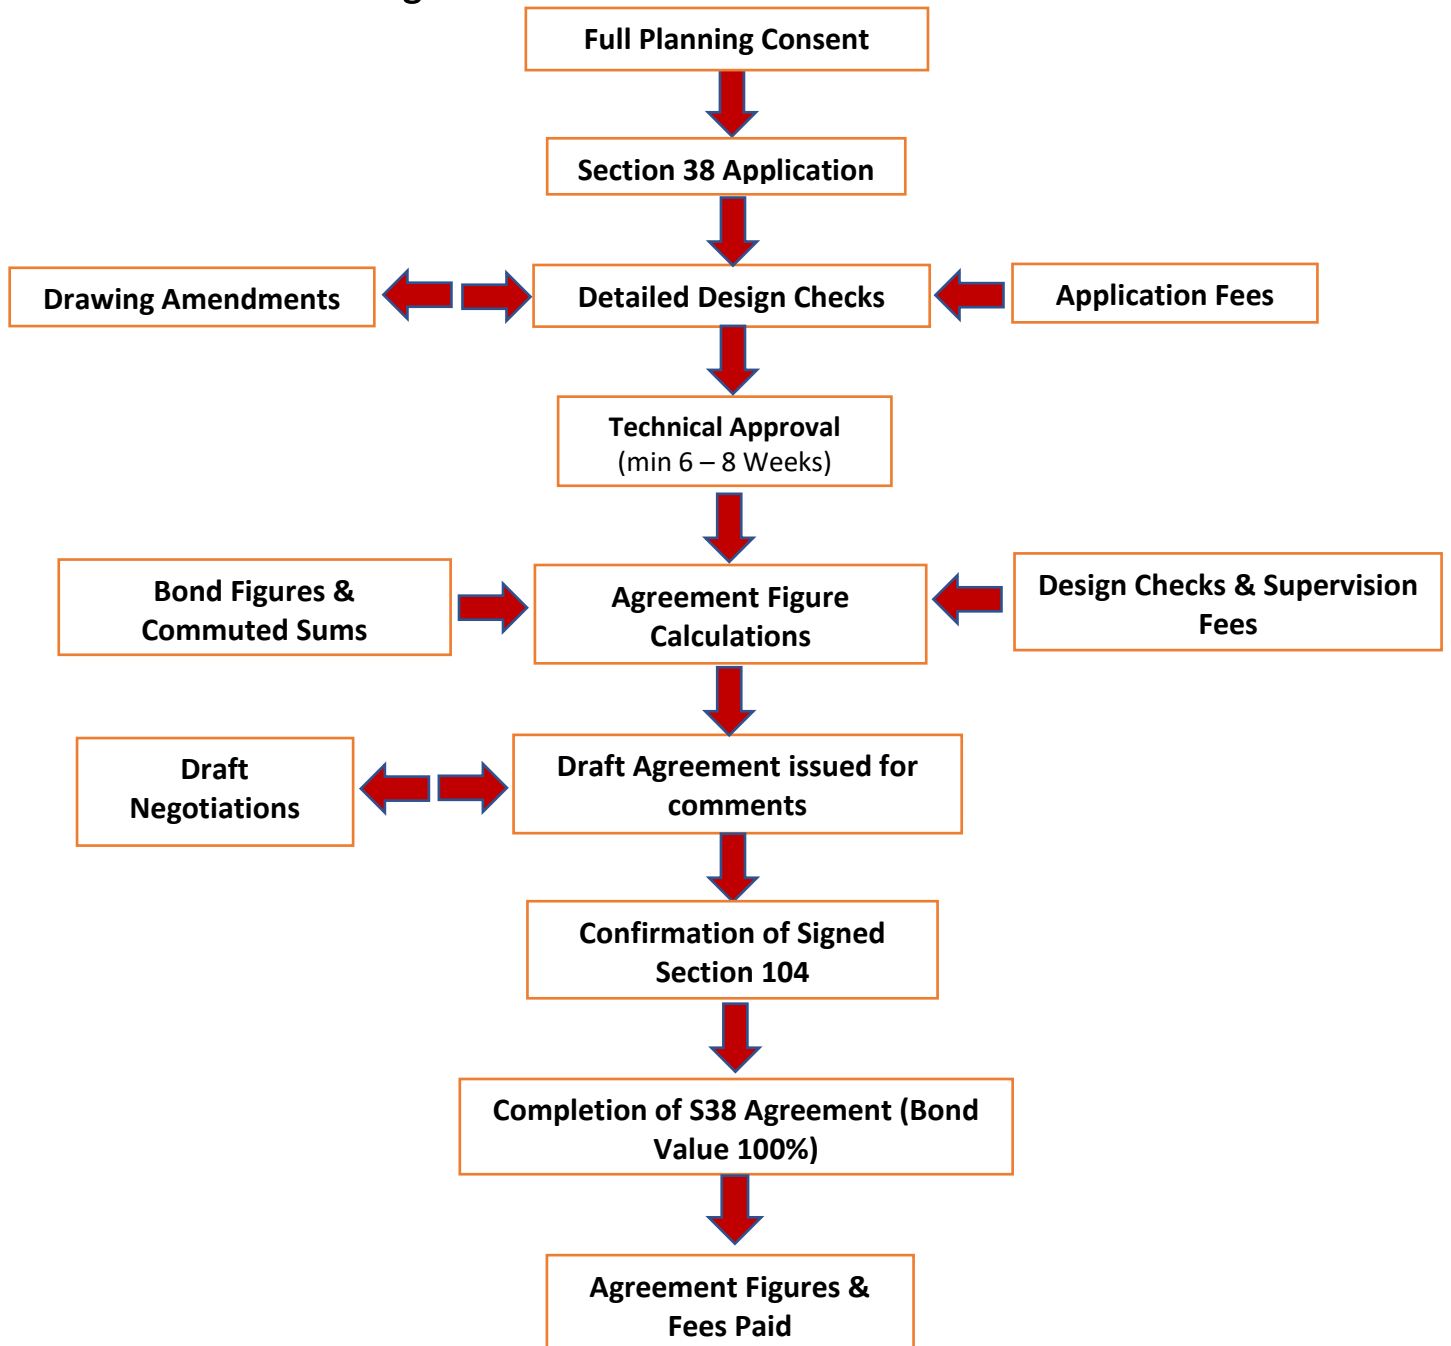 Full Planning Consent
Section 38 Application
Drawing Amendments
Detailed Design Checks
Application Fees
Technical Approval
(min 6 – 8 Weeks)
Bond Figures &
Commuted Sums
Agreement Figure
Calculations
Design Checks & Supervision
Fees
Draft
Negotiations
Draft Agreement issued for
comments
Confirmation of Signed
Section 104
Completion of S38 Agreement (Bond
Value 100%)
Agreement Figures &
Fees Paid